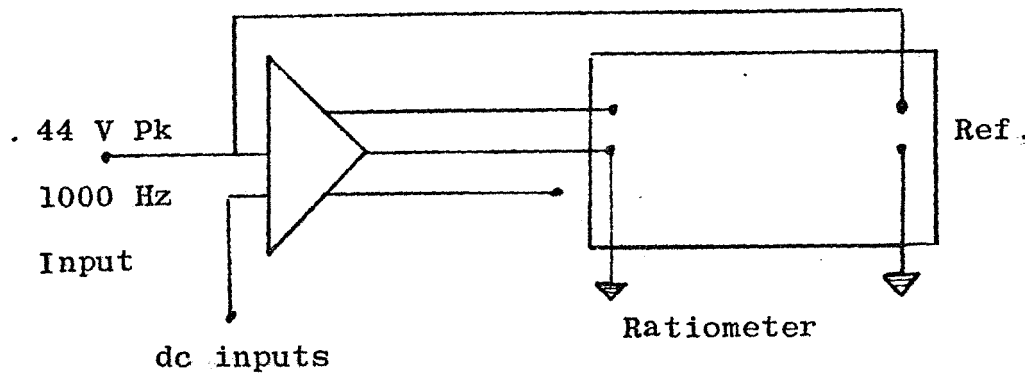 .44 V Pk
Ref.
1000 Hz
Input
Ratiometer
dc inputs